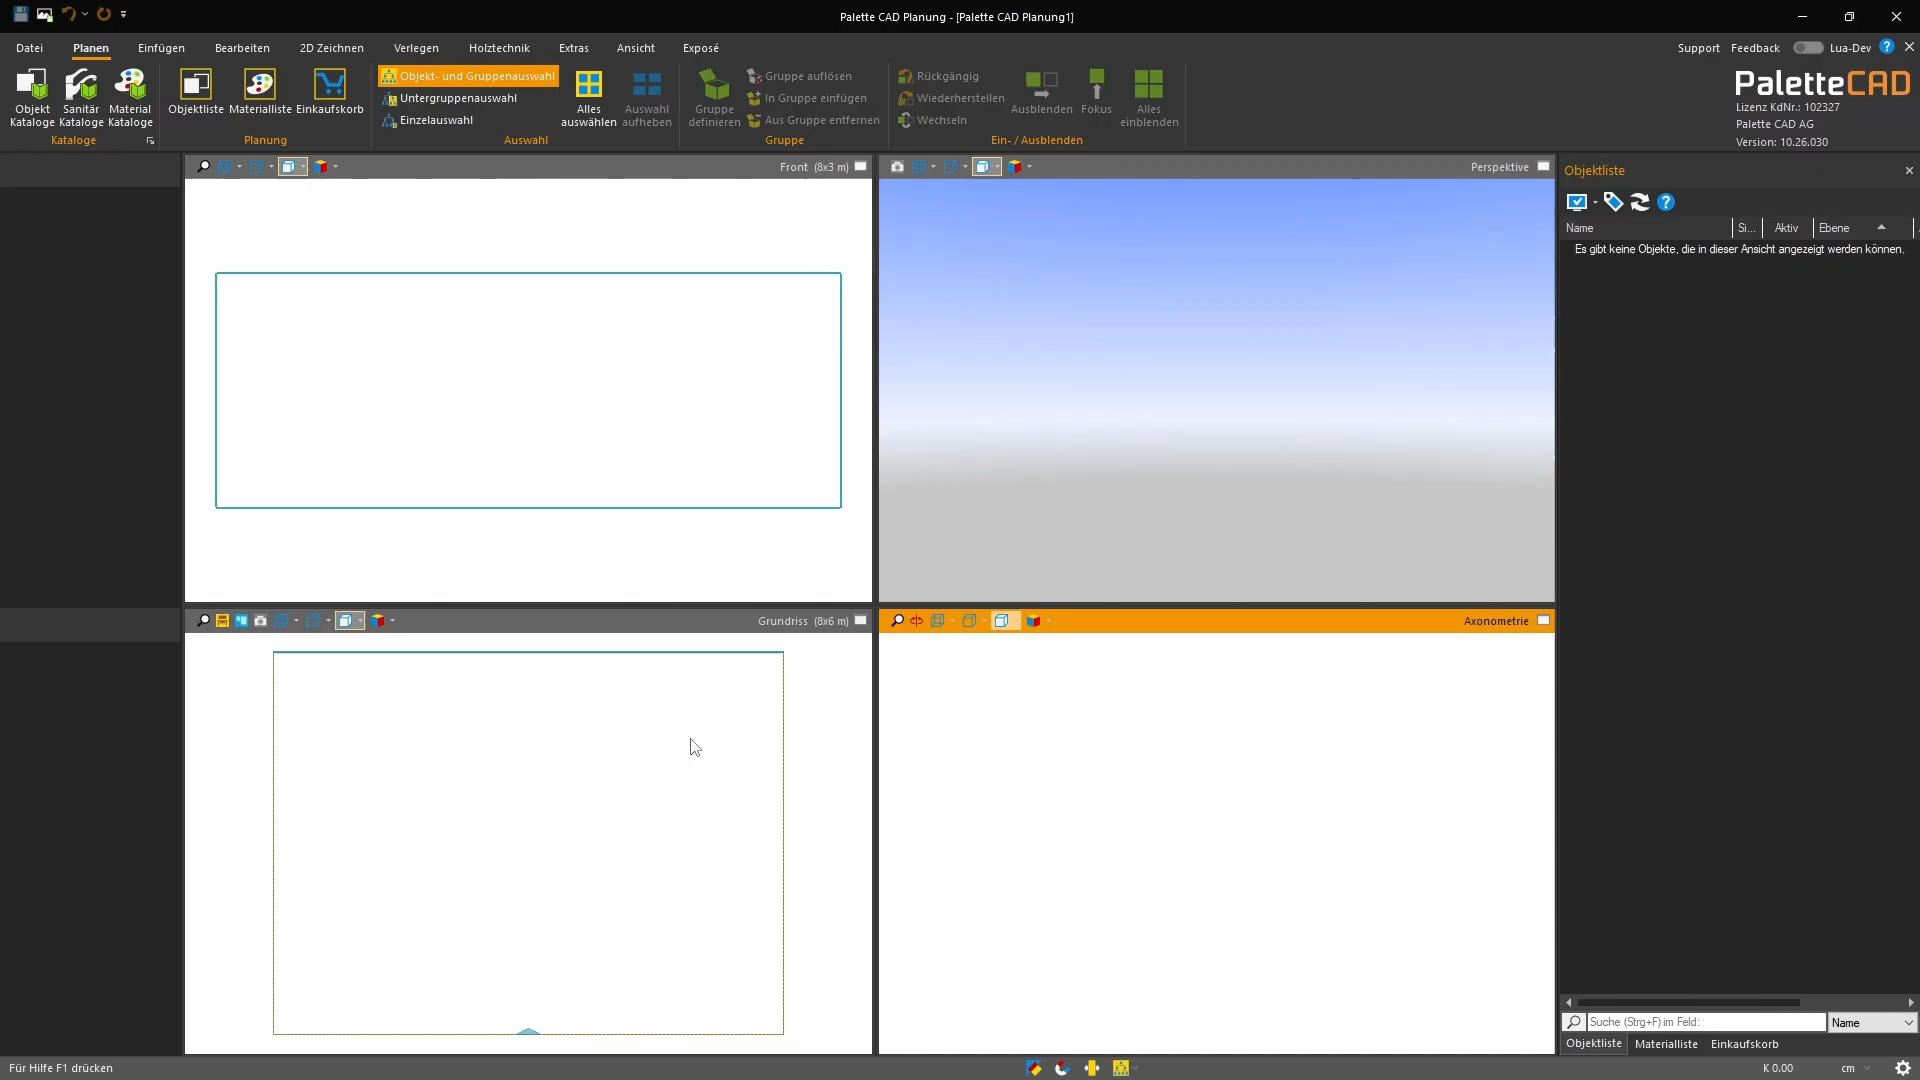 Palette CAD Planung - [Palette CAD Planung1]
Datei Planen Einfügen Bearbeiten 2D Zeichnen Verlegen Holztechnik Extras Ansicht Exposé
Support Feedback Lua-Dev
Objekt Kataloge
Sanitär Kataloge
Material Kataloge
Kataloge
Objektliste Materialliste Einkaufskorb
Planung
Objekt- und Gruppenauswahl
Untergruppenauswahl
Einzelauswahl
Alles auswählen
Auswahl aufheben
Auswahl
Gruppe definieren
Gruppe auflösen
In Gruppe einfügen
Aus Gruppe entfernen
Gruppe
Rückgängig
Wiederherstellen
Wechseln
Ausblenden
Fokus
Alles einblenden
Ein- / Ausblenden
PaletteCAD
Lizenz KdNr.: 102327
Palette CAD AG
Version: 10.26.030
Front (8x3 m)
Perspektive
Objektliste
Name Si... Aktiv Ebene
Es gibt keine Objekte, die in dieser Ansicht angezeigt werden können.
Grundriss (8x6 m)
Axonometrie
Suche (Strg+F) im Feld: Name
Objektliste Materialliste Einkaufskorb
Für Hilfe F1 drücken
K 0.00 cm